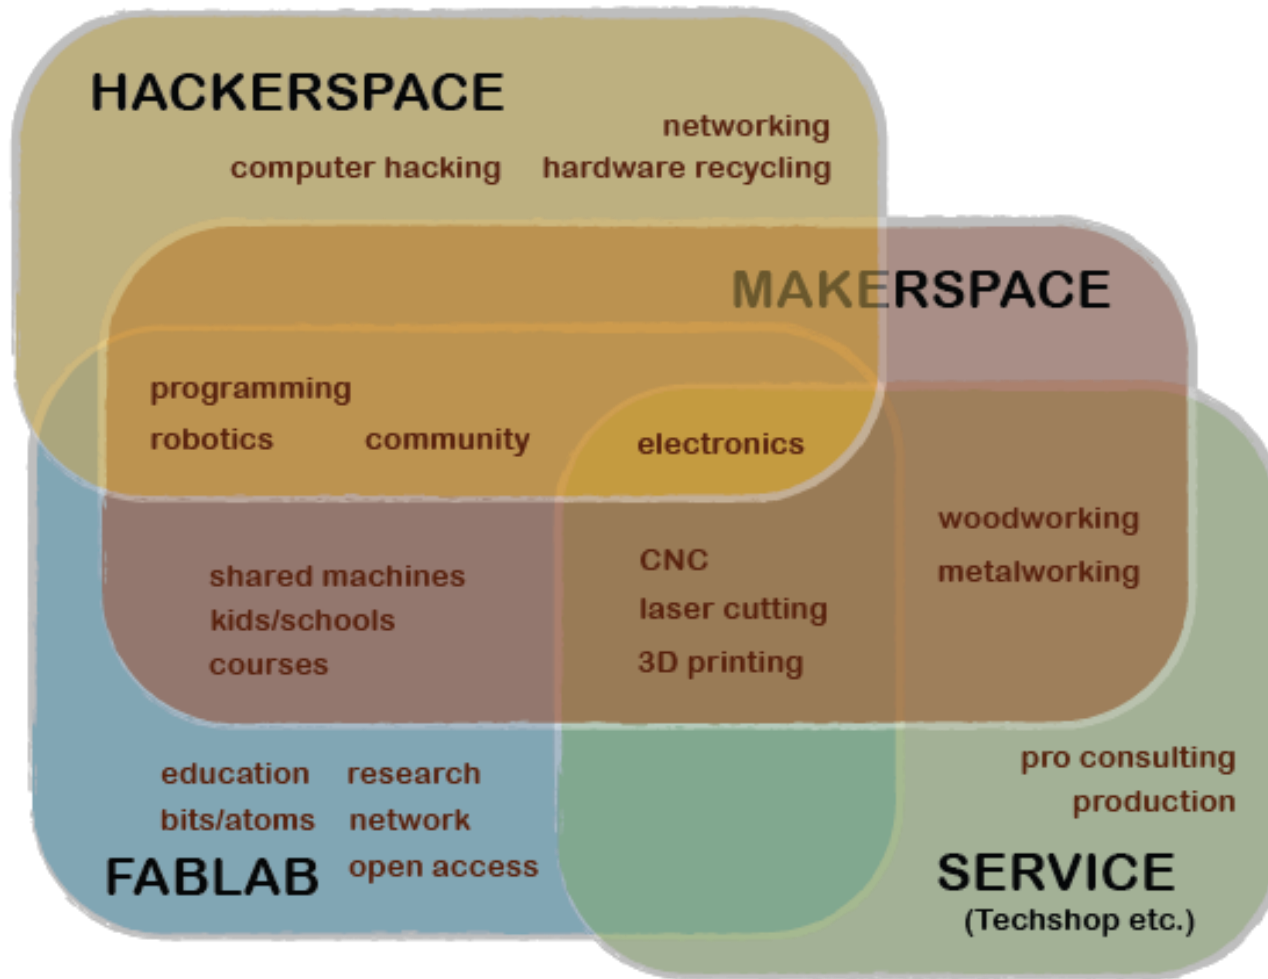 HACKERSPACE
networking
computer hacking
hardware recycling
MAKERSPACE
programming
robotics
community
electronics
woodworking
metalworking
shared machines
kids/schools
courses
CNC
laser cutting
3D printing
education
research
bits/atoms
network
open access
FABLAB
pro consulting
production
SERVICE
(Techshop etc.)